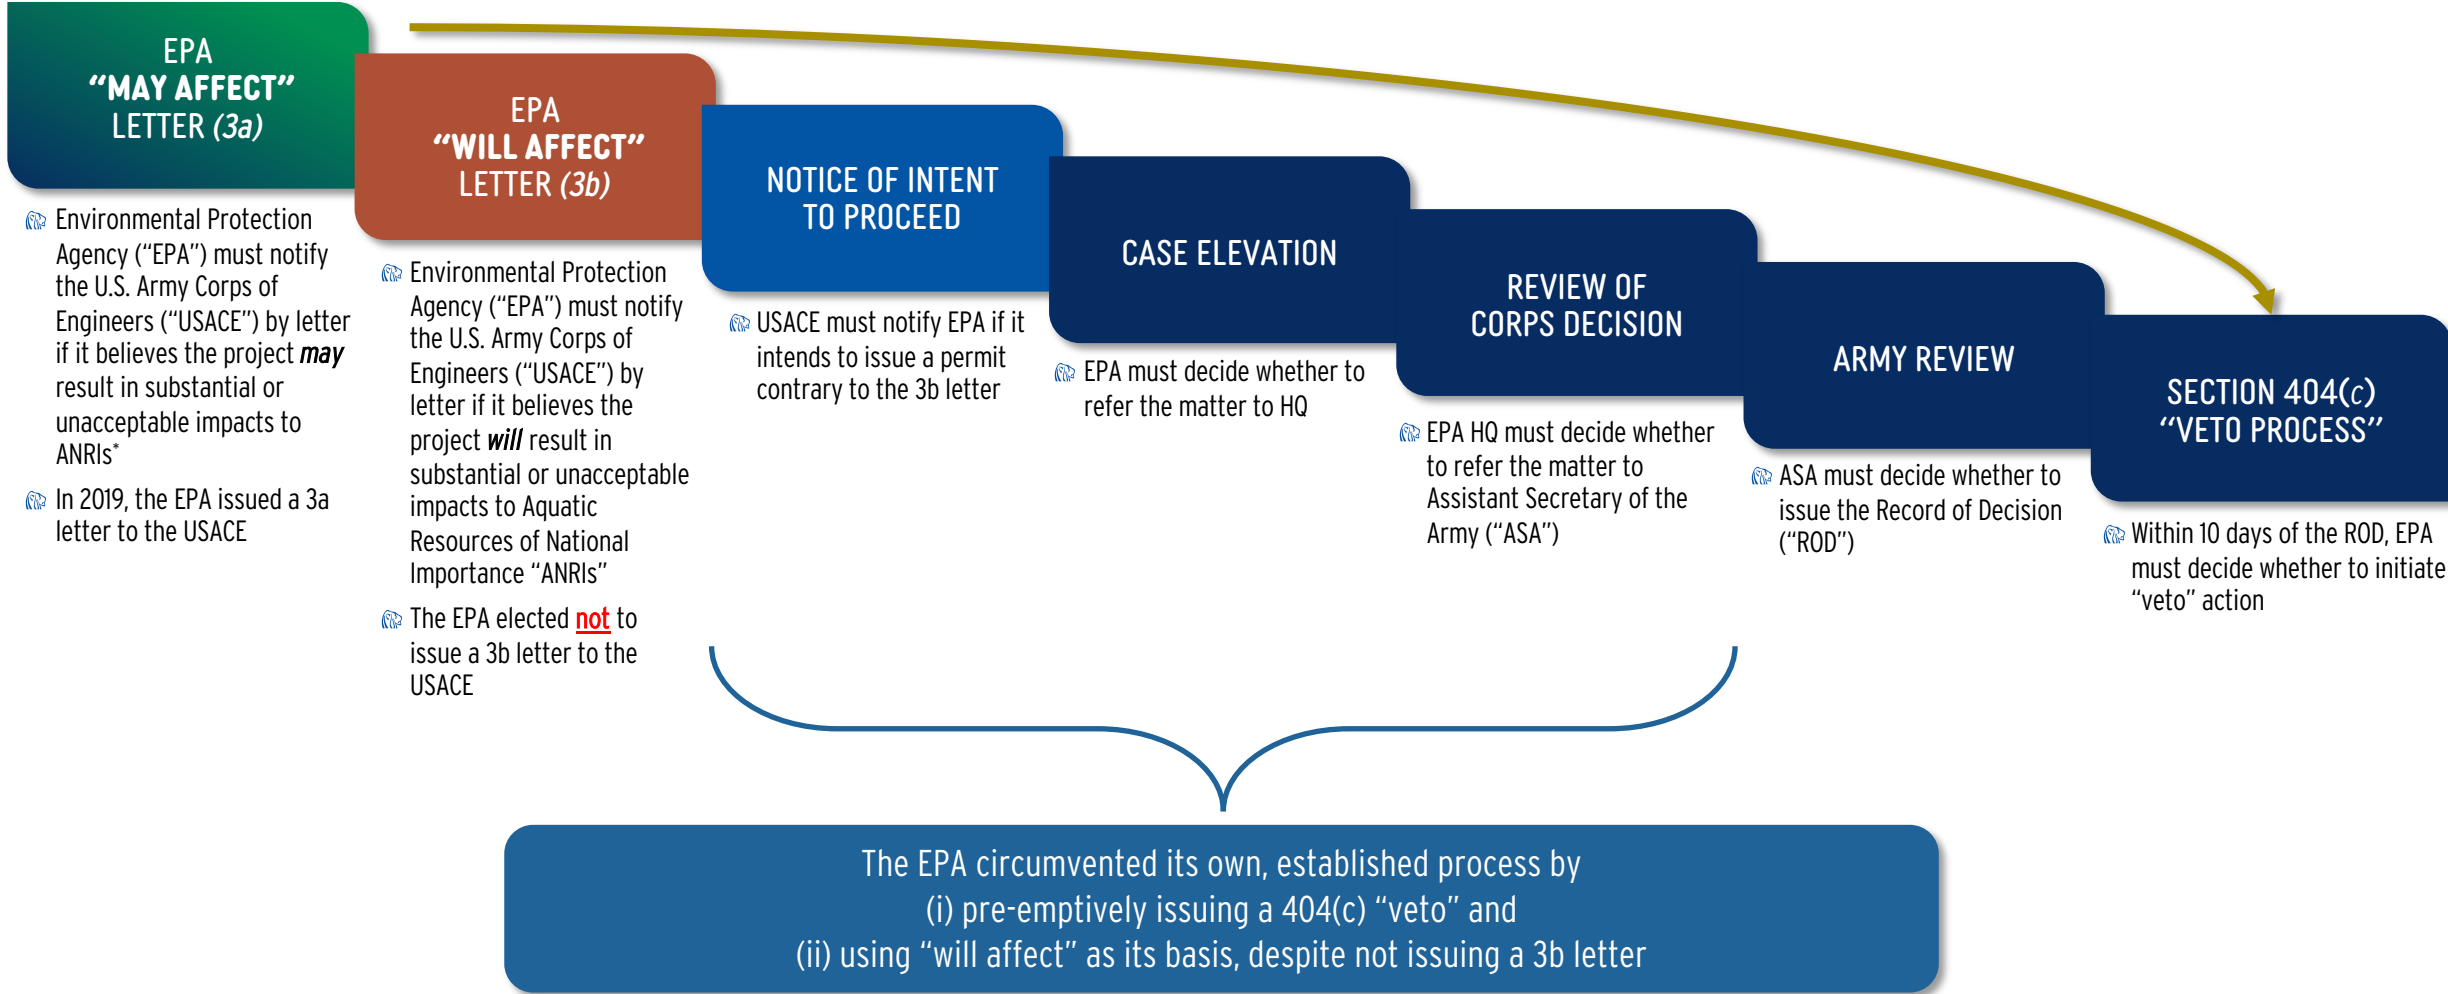 EPA
“MAY AFFECT”
LETTER (3a)
Environmental Protection
Agency (“EPA”) must notify
the U.S. Army Corps of
Engineers (“USACE”) by letter
if it believes the project may
result in substantial or
unacceptable impacts to
ANRIs*
In 2019, the EPA issued a 3a
letter to the USACE
EPA
“WILL AFFECT”
LETTER (3b)
Environmental Protection
Agency (“EPA”) must notify
the U.S. Army Corps of
Engineers (“USACE”) by
letter if it believes the
project will result in
substantial or unacceptable
impacts to Aquatic
Resources of National
Importance “ANRIs”
The EPA elected not to
issue a 3b letter to the
USACE
NOTICE OF INTENT
TO PROCEED
USACE must notify EPA if it
intends to issue a permit
contrary to the 3b letter
CASE ELEVATION
EPA must decide whether to
refer the matter to HQ
REVIEW OF
CORPS DECISION
EPA HQ must decide whether
to refer the matter to
Assistant Secretary of the
Army (“ASA”)
ARMY REVIEW
ASA must decide whether to
issue the Record of Decision
(“ROD”)
SECTION 404(c)
“VETO PROCESS”
Within 10 days of the ROD, EPA
must decide whether to initiate
“veto” action
The EPA circumvented its own, established process by
(i) pre-emptively issuing a 404(c) “veto” and
(ii) using “will affect” as its basis, despite not issuing a 3b letter